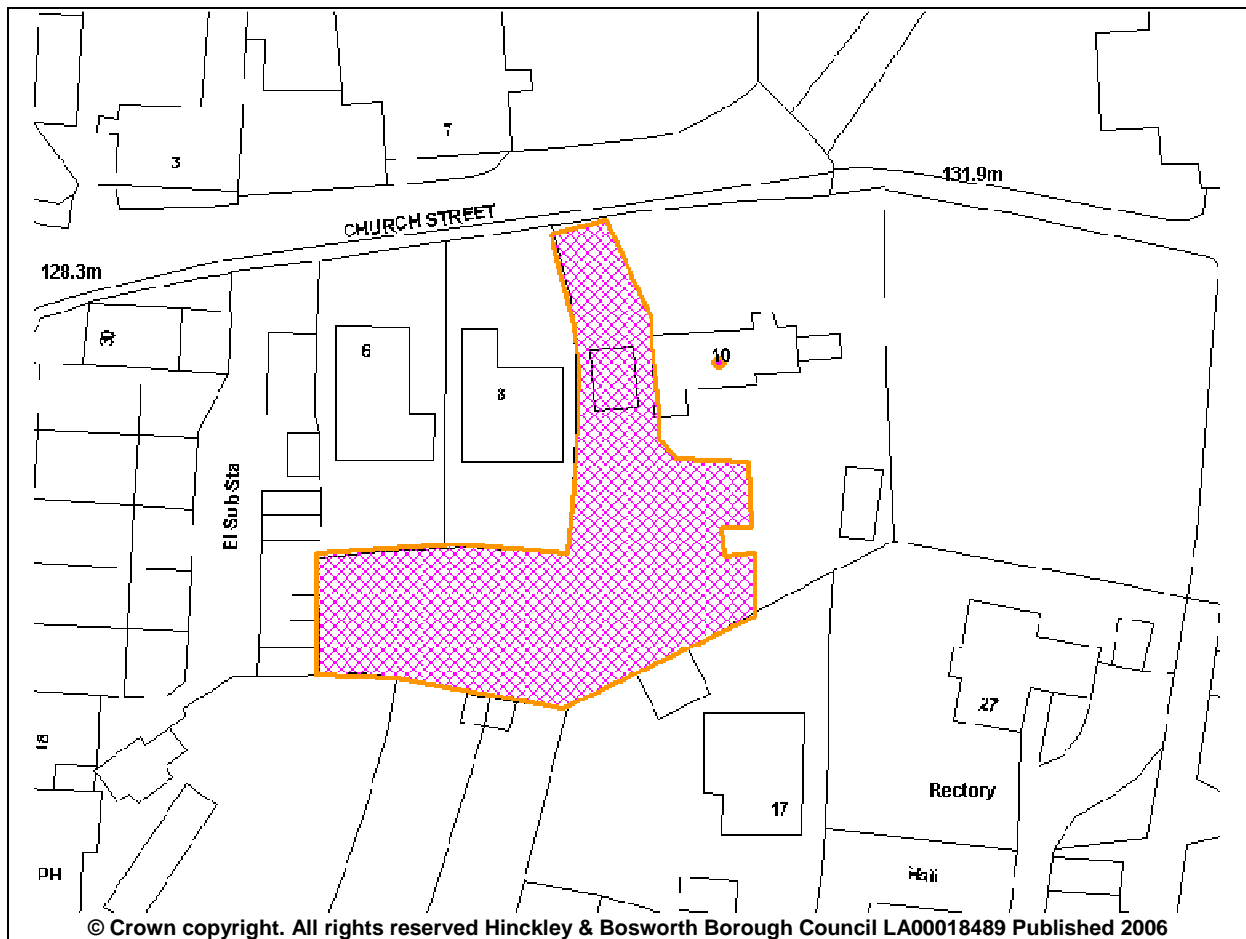 7
3
131.9m
CHURCH STREET
128.3m
30
6
10
8
El Sub Sta
27
18
Rectory
17
PH
Hall
© Crown copyright. All rights reserved Hinckley & Bosworth Borough Council LA00018489 Published 2006